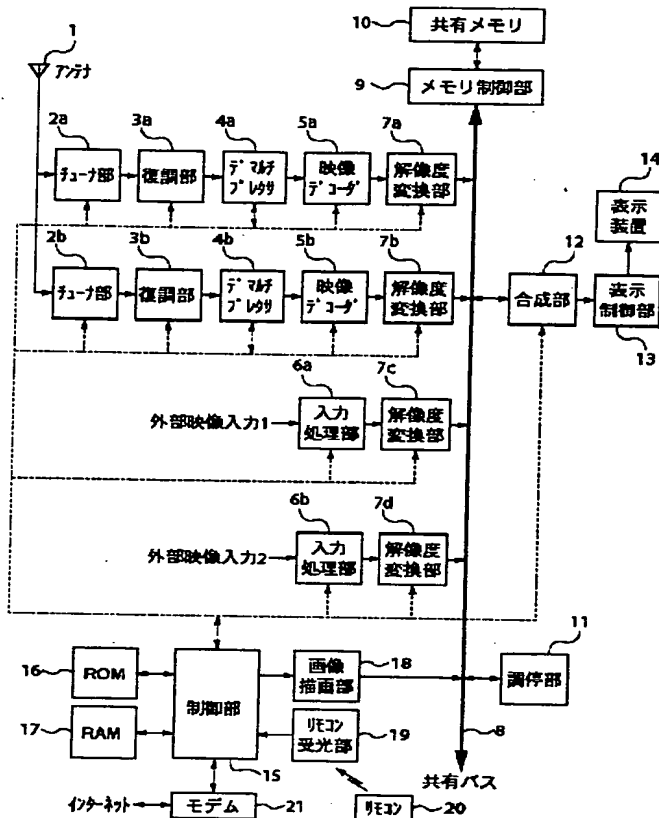 10
共有メモリ
1
アンテナ
9
メモリ制御部
2a
3a
4a
5a
7a
チューナ部
復調部
デマルチ
プレクサ
映像
デコーダ
解像度
変換部
14
表示
装置
2b
3b
4b
5b
7b
12
チューナ部
復調部
デマルチ
プレクサ
映像
デコーダ
解像度
変換部
合成部
表示
制御部
13
6a
7c
外部映像入力1
入力
処理部
解像度
変換部
6b
7d
外部映像入力2
入力
処理部
解像度
変換部
11
16
ROM
制御部
画像
描画部
18
調停部
17
RAM
リモコン
受光部
19
8
15
共有バス
インターネット
モデム
21
リモコン
20